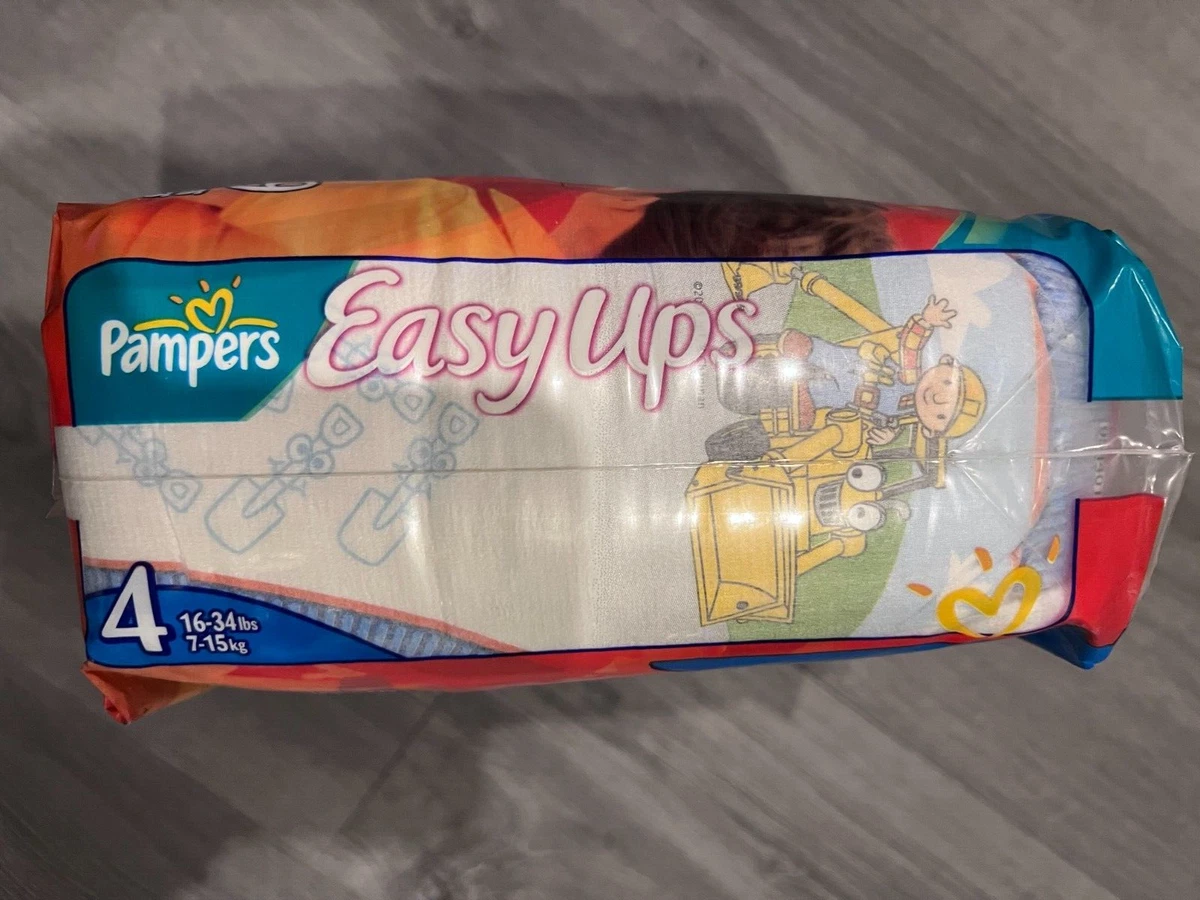 Pampers
Easy Ups
4
16-34 lbs
7-15 kg